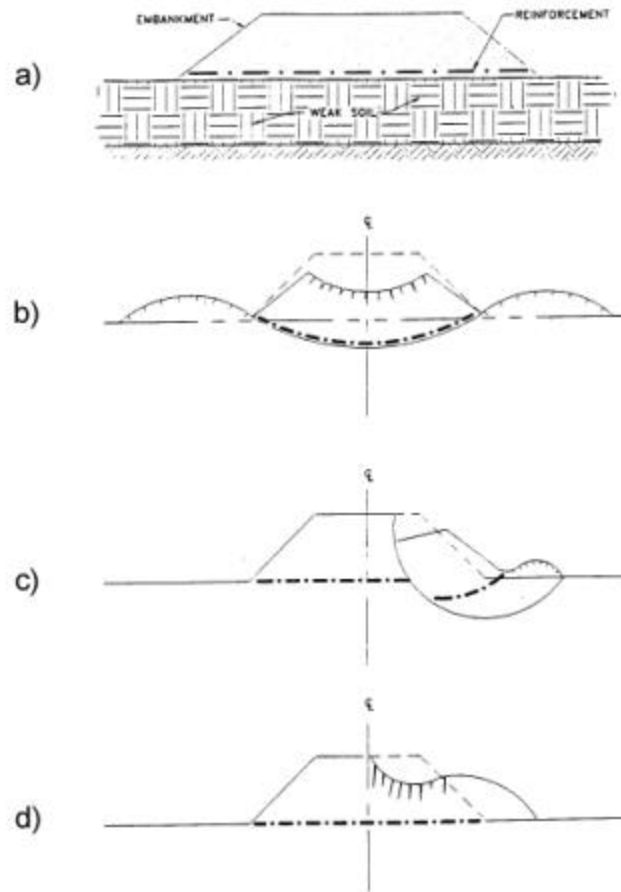 EMBANKMENT
REINFORCEMENT
a)
WEAK SOIL
℄
b)
℄
c)
℄
d)